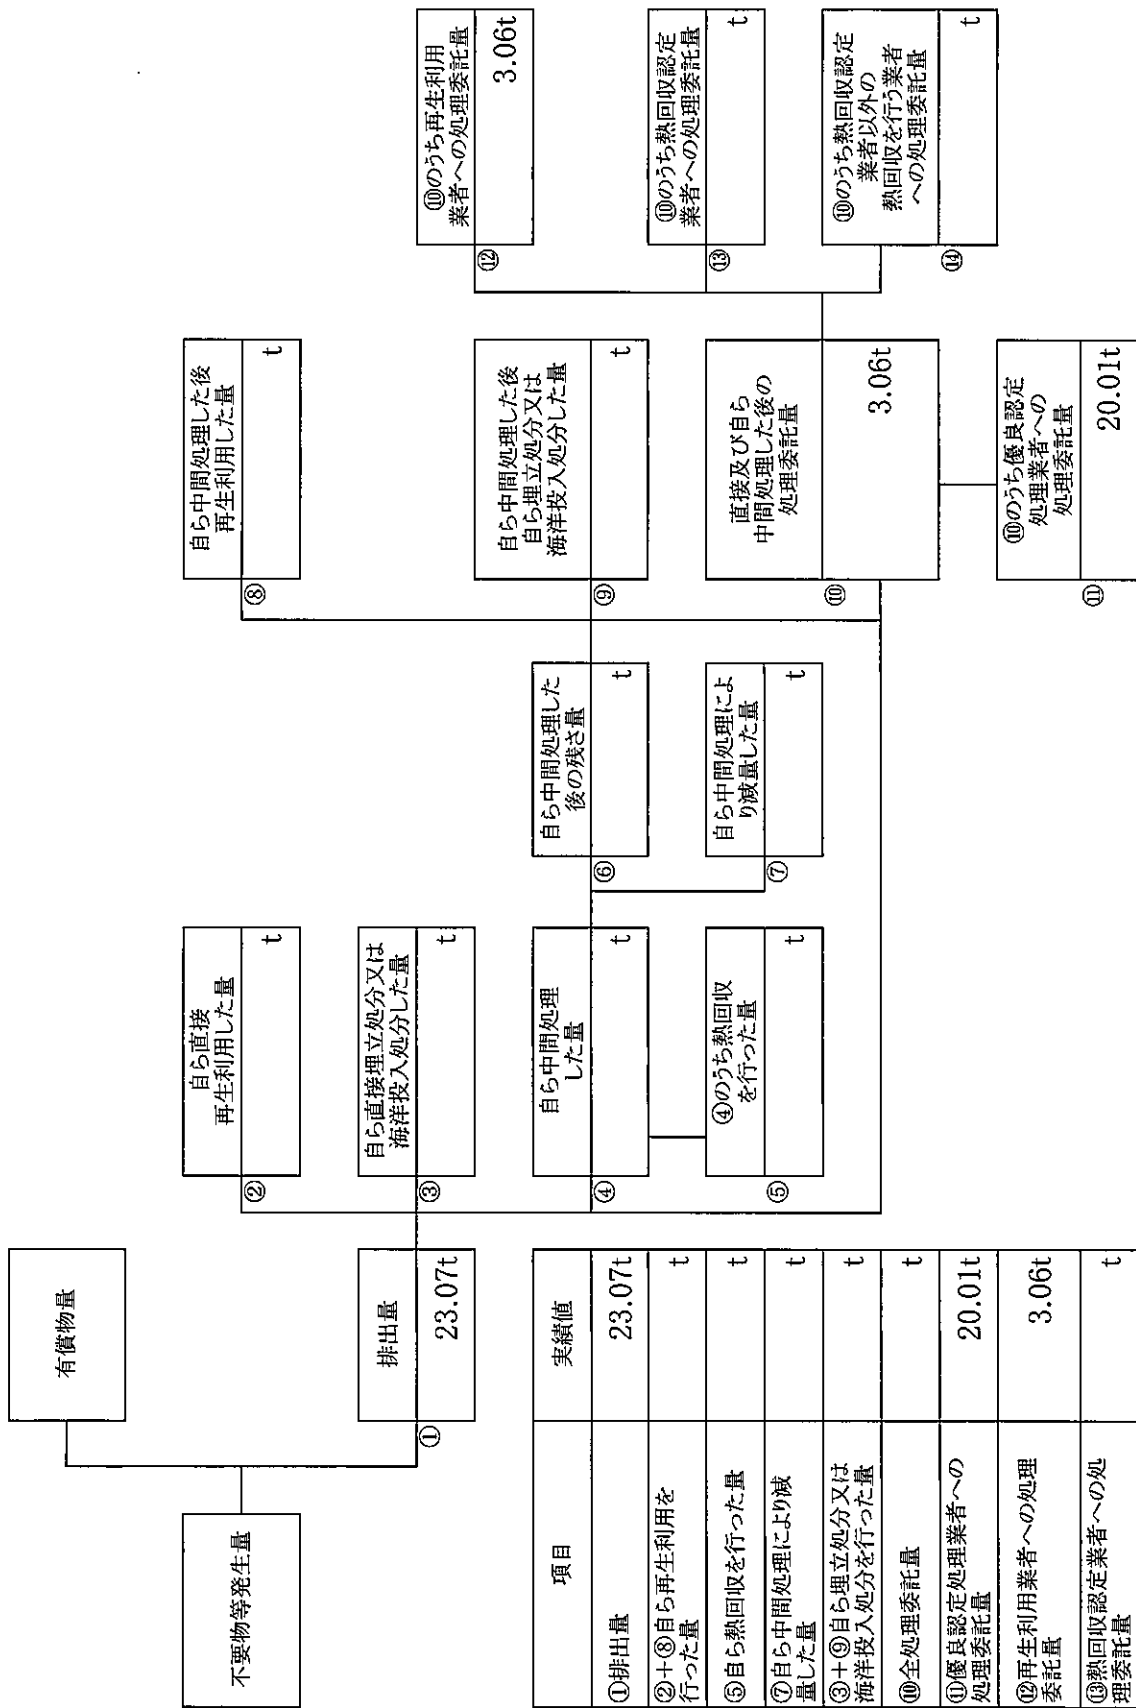 不要物等発生量
有償物量
①
排出量
23.07t
②
自ら直接
再生利用した量
t
③
自ら直接埋立処分又は
海洋投入処分した量
t
④
自ら中間処理
した量
t
⑤
④のうち熱回収
を行った量
t
⑥
自ら中間処理した
後の残さ量
t
⑦
自ら中間処理によ
り減量した量
t
⑧
自ら中間処理した後
再生利用した量
t
⑨
自ら中間処理した後
自ら埋立処分又は
海洋投入処分した量
t
⑩
直接及び自ら
中間処理した後の
処理委託量
3.06t
⑪
⑩のうち優良認定
処理業者への
処理委託量
20.01t
⑫
⑩のうち再生利用
業者への処理委託量
3.06t
⑬
⑩のうち熱回収認定
業者への処理委託量
t
⑭
⑩のうち熱回収認定
業者以外の
熱回収を行う業者
への処理委託量
t
項目 実績値
①排出量 23.07t
②+⑧自ら再生利用を
行った量 t
⑤自ら熱回収を行った量 t
⑦自ら中間処理により減
量した量 t
③+⑨自ら埋立処分又は
海洋投入処分を行った量 t
⑩全処理委託量 t
⑪優良認定処理業者への
処理委託量 20.01t
⑫再生利用業者への処理
委託量 3.06t
⑬熱回収認定業者への処
理委託量 t